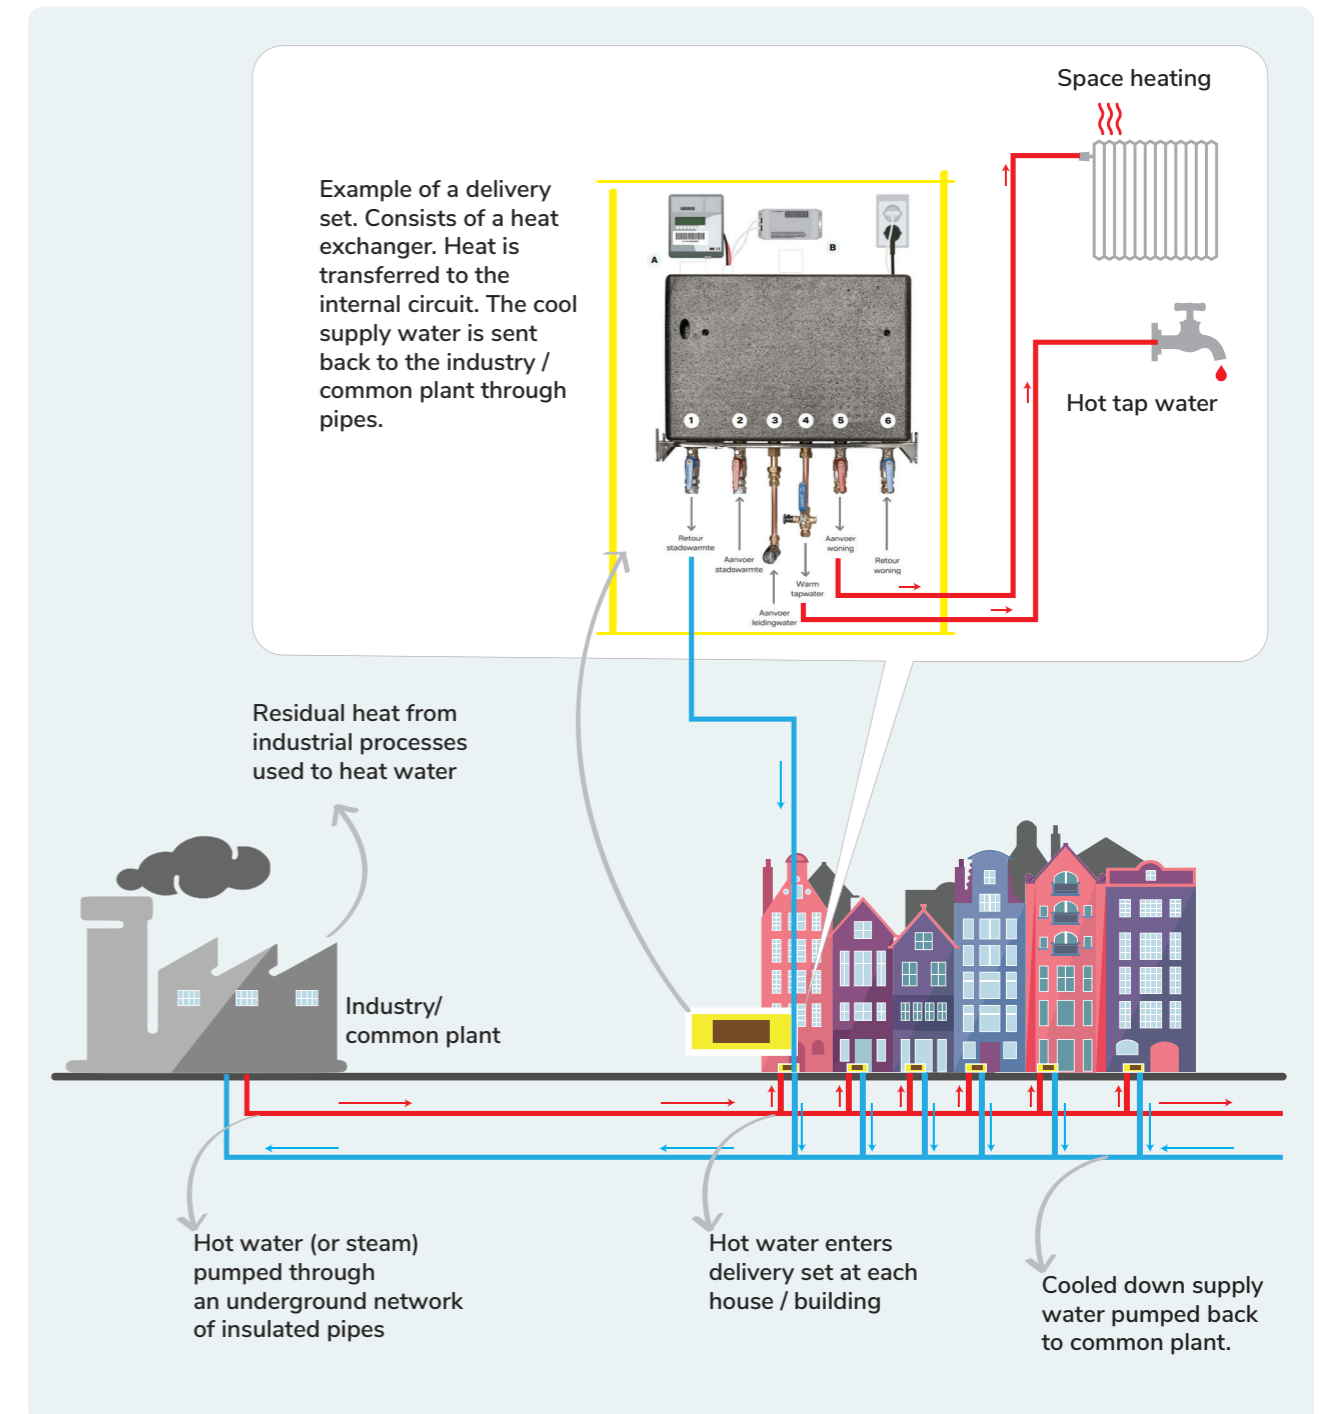 Space heating
Example of a delivery
set. Consists of a heat
exchanger. Heat is
transferred to the
internal circuit. The cool
supply water is sent
back to the industry /
common plant through
pipes.
A
B
Hot tap water
1
2
3
4
5
6
Retour
stadswarmte
Aanvoer
stadswarmte
Aanvoer
leidingwater
Warm
tapwater
Aanvoer
woning
Retour
woning
Residual heat from
industrial processes
used to heat water
Industry/
common plant
Hot water (or steam)
pumped through
an underground network
of insulated pipes
Hot water enters
delivery set at each
house / building
Cooled down supply
water pumped back
to common plant.